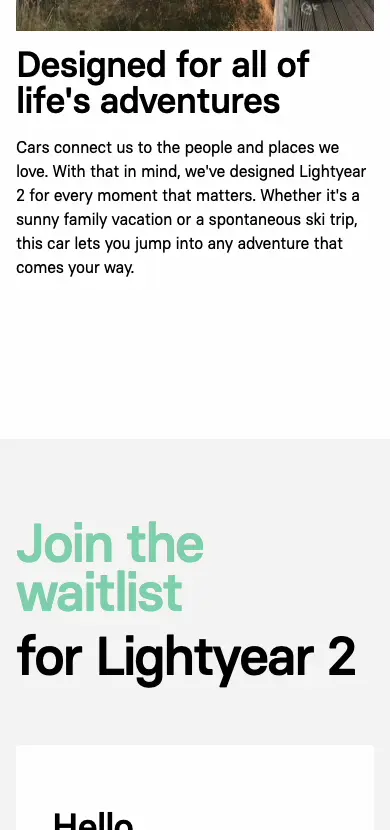 Designed for all of
life's adventures
Cars connect us to the people and places we
love. With that in mind, we've designed Lightyear
2 for every moment that matters. Whether it's a
sunny family vacation or a spontaneous ski trip,
this car lets you jump into any adventure that
comes your way.
Join the
waitlist
for Lightyear 2
Hello